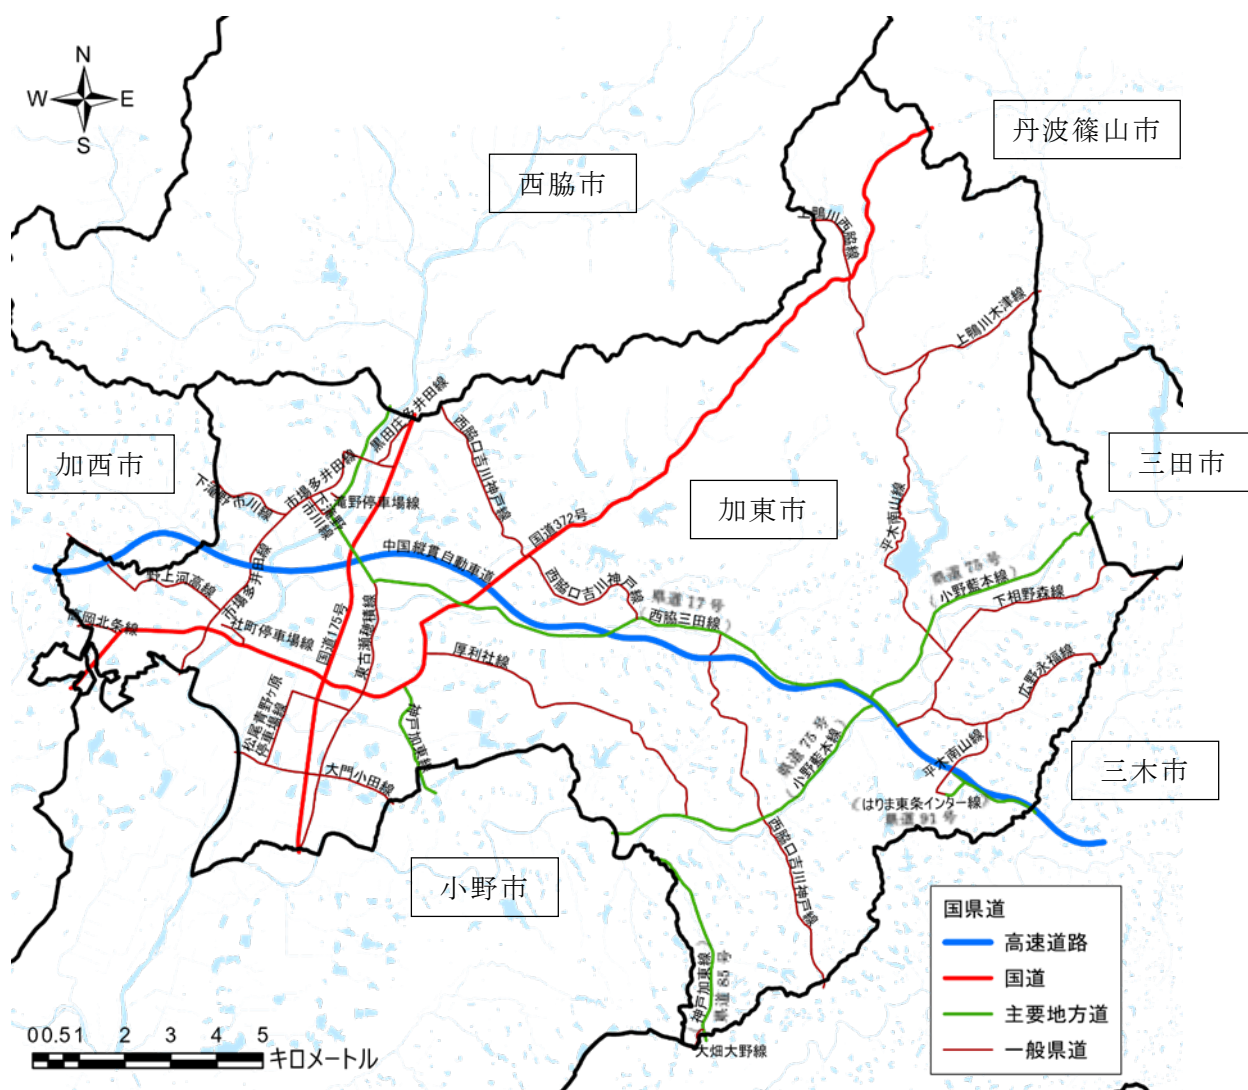 N
W E
S
丹波篠山市
西脇市
上鴨川西脇線
上鴨川木津線
加西市
三田市
加東市
黒田庄多井田線
西脇口吉川神戸線
市場多井田線
下滝野市川線
滝野停車場線
下滝野
市川線
国道372号
平木南山線
中国縦貫自動車道
野上河高線
市場多井田線
西脇口吉川神戸線
県道 17 号
(西脇三田線)
県道 75 号
(小野藍本線)
下相野森線
高岡北条線
社町停車場線
国道175号
東古瀬穂積線
厚利社線
広野永福線
松尾青野ヶ原
停車場線
神戸加東線
県道 75 号
(小野藍本線)
平木南山線
三木市
大門小田線
(はりま東条インター線)
県道 91 号
小野市
西脇口吉川神戸線
(神戸加東線)
県道 85 号
大畑大野線
国県道
高速道路
国道
主要地方道
一般県道
0 0.5 1 2 3 4 5
キロメートル